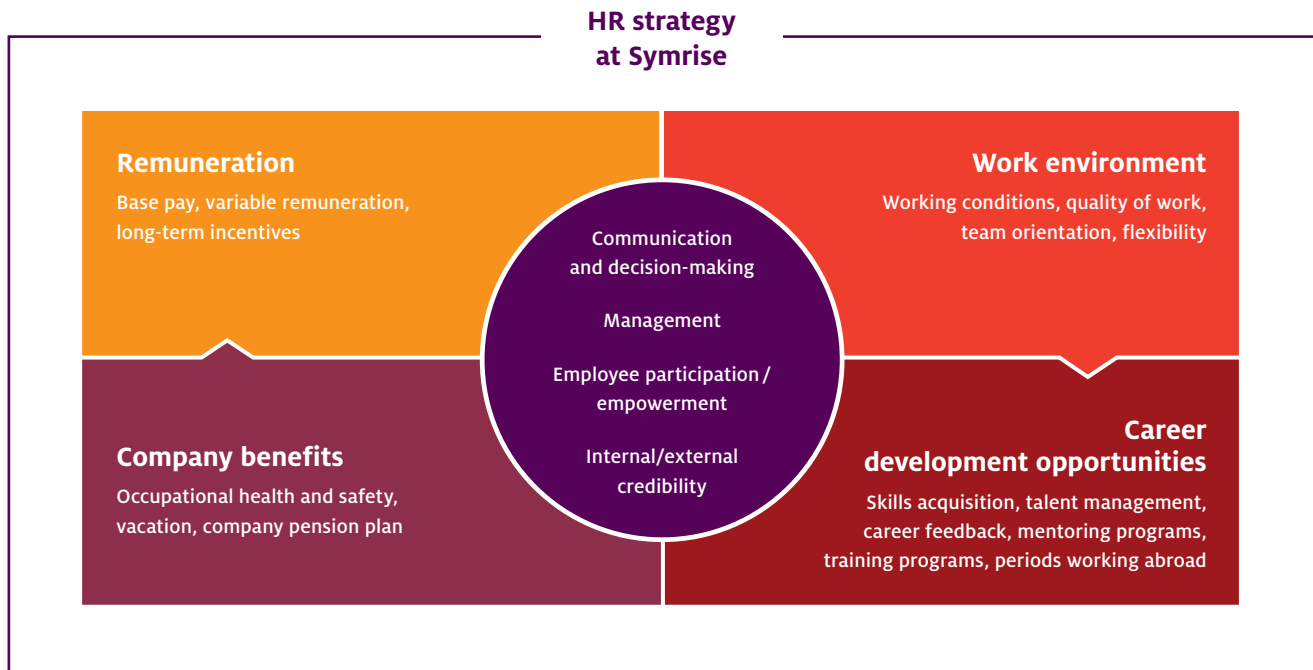 HR strategy
at Symrise
Remuneration
Base pay, variable remuneration,
long-term incentives
Work environment
Working conditions, quality of work,
team orientation, flexibility
Communication
and decision-making
Management
Employee participation /
empowerment
Internal/external
credibility
Company benefits
Occupational health and safety,
vacation, company pension plan
Career
development opportunities
Skills acquisition, talent management,
career feedback, mentoring programs,
training programs, periods working abroad